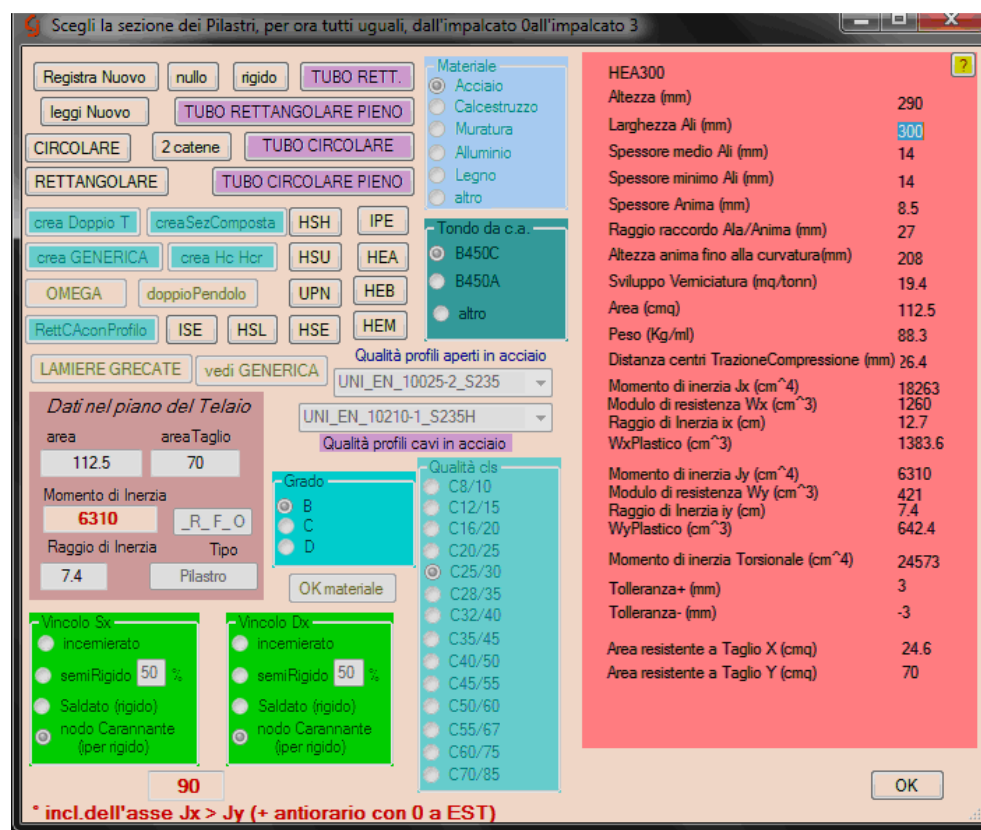 Scegli la sezione dei Pilastri, per ora tutti uguali, dall'impalcato 0all'impalcato 3
Registra Nuovo nullo rigido TUBO RETT.
leggi Nuovo TUBO RETTANGOLARE PIENO
CIRCOLARE 2 catene TUBO CIRCOLARE
RETTANGOLARE TUBO CIRCOLARE PIENO
crea Doppio T creaSezComposta HSH IPE
crea GENERICA crea Hc Hcr HSU HEA
OMEGA doppioPendolo UPN HEB
RettCAconProfilo ISE HSL HSE HEM
LAMIERE GRECATE vedi GENERICA
Materiale
Acciaio
Calcestruzzo
Muratura
Alluminio
Legno
altro
Tondo da c.a.
B450C
B450A
altro
Qualità profili aperti in acciaio
UNI_EN_10025-2_S235
UNI_EN_10210-1_S235H
Qualità profili cavi in acciaio
Dati nel piano del Telaio
area areaTaglio
112.5 70
Momento di Inerzia
6310 _R_F_O
Raggio di Inerzia Tipo
7.4 Pilastro
Grado
B
C
D
OK materiale
Qualità cls
C8/10
C12/15
C16/20
C20/25
C25/30
C28/35
C32/40
C35/45
C40/50
C45/55
C50/60
C55/67
C60/75
C70/85
Vincolo Sx
incernierato
semiRigido 50 %
Saldato (rigido)
nodo Carannante
(iper rigido)
Vincolo Dx
incernierato
semiRigido 50 %
Saldato (rigido)
nodo Carannante
(iper rigido)
90
° incl.dell'asse Jx > Jy (+ antiorario con 0 a EST)
HEA300 ?
Altezza (mm) 290
Larghezza Ali (mm) 300
Spessore medio Ali (mm) 14
Spessore minimo Ali (mm) 14
Spessore Anima (mm) 8.5
Raggio raccordo Ala/Anima (mm) 27
Altezza anima fino alla curvatura(mm) 208
Sviluppo Verniciatura (mq/tonn) 19.4
Area (cmq) 112.5
Peso (Kg/ml) 88.3
Distanza centri TrazioneCompressione (mm) 26.4
Momento di inerzia Jx (cm^4) 18263
Modulo di resistenza Wx (cm^3) 1260
Raggio di Inerzia ix (cm) 12.7
WxPlastico (cm^3) 1383.6
Momento di inerzia Jy (cm^4) 6310
Modulo di resistenza Wy (cm^3) 421
Raggio di Inerzia iy (cm) 7.4
WyPlastico (cm^3) 642.4
Momento di inerzia Torsionale (cm^4) 24573
Tolleranza+ (mm) 3
Tolleranza- (mm) -3
Area resistente a Taglio X (cmq) 24.6
Area resistente a Taglio Y (cmq) 70
OK